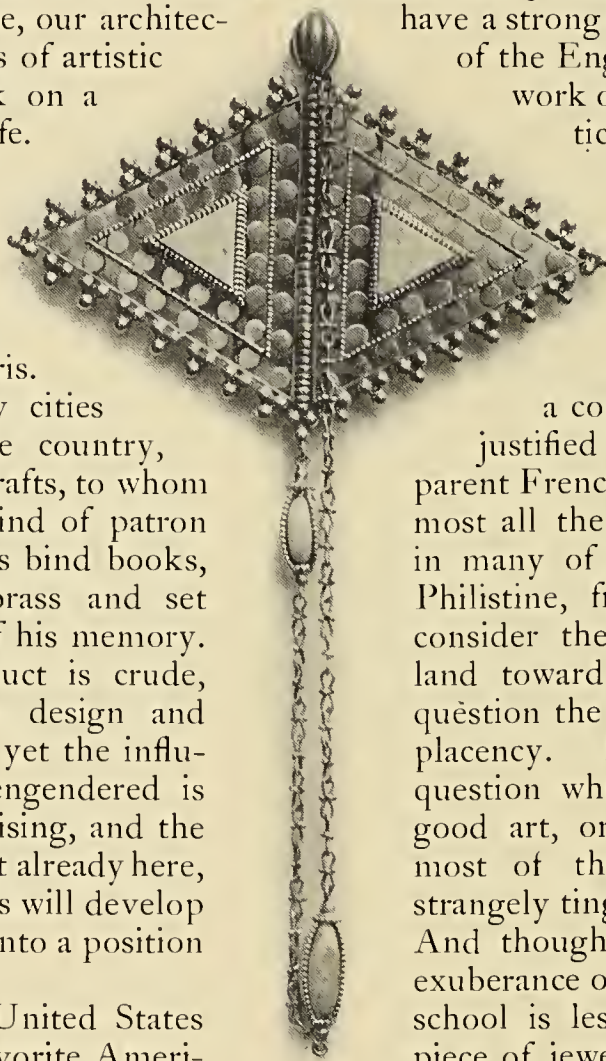 e, our architec-
s of artistic
k on a
fe.
ris.
y cities
e country,
rafts, to whom
ind of patron
s bind books,
brass and set
f his memory.
uct is crude,
design and
yet the influ-
engendered is
ising, and the
t already here,
s will develop
nto a position
United States
vorite Ameri-
have a strong
of the Eng
work o
tic
a co
justified
parent Frenc
most all the
in many of
Philistine, fr
consider the
land toward
question the
placency.
question wh
good art, or
most of th
strangely ting
And though
exuberance o
school is les
piece of jewe